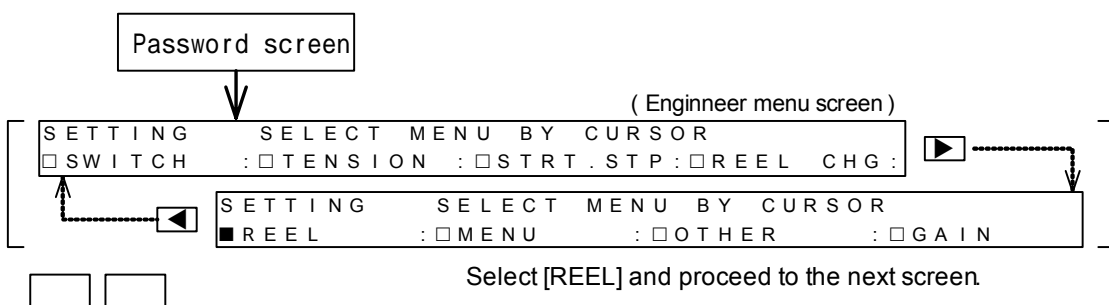 Password screen
( Enginneer menu screen )
SETTING SELECT MENU BY CURSOR
□SWITCH :□TENSION :□STRT.STP:□REEL CHG:
SETTING SELECT MENU BY CURSOR
■REEL :□MENU :□OTHER :□GAIN
Select [REEL] and proceed to the next screen.